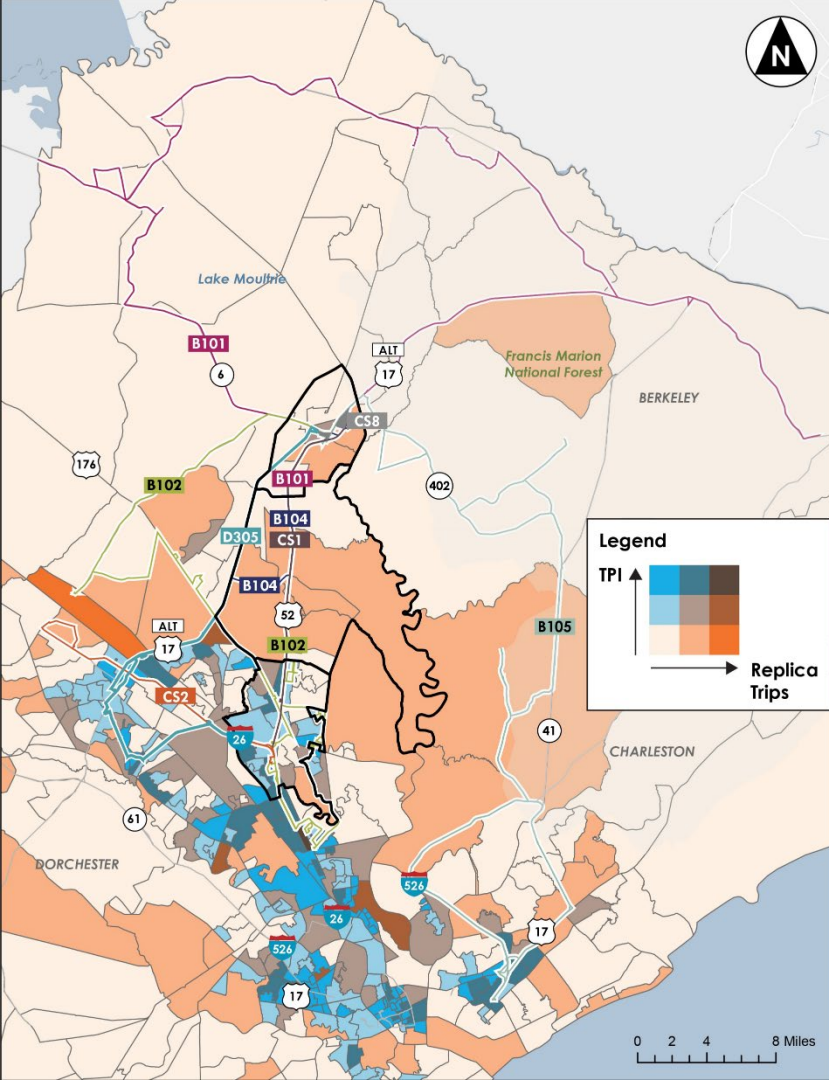 N
Lake Moultrie
B101
6
ALT
17
Francis Marion
National Forest
BERKELEY
CS8
176
B102
B101
402
B104
D305
CS1
B104
52
ALT
17
B102
B105
CS2
26
41
CHARLESTON
61
DORCHESTER
526
26
17
526
17
Legend
TPI
Replica
Trips
0 2 4 8 Miles